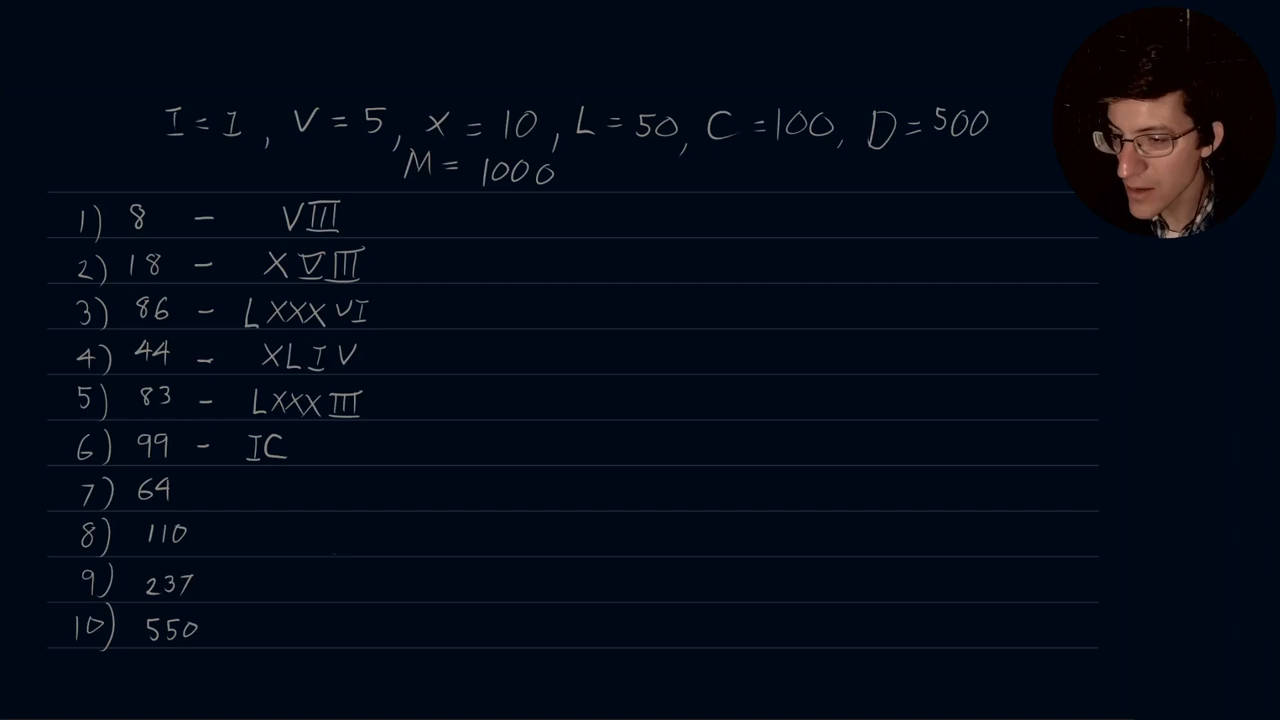 I = I, V = 5, X = 10, L = 50, C = 100, D = 500
M = 1000
1) 8 - VIII
2) 18 - XVIII
3) 86 - LXXXVI
4) 44 - XLIV
5) 83 - LXXXIII
6) 99 - IC
7) 64
8) 110
9) 237
10) 550